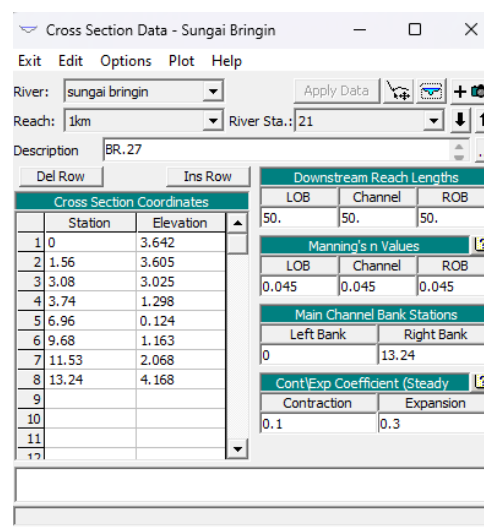 Cross Section Data - Sungai Bringin
Exit Edit Options Plot Help
River: sungai bringin Apply Data
Reach: 1km River Sta.: 21
Description BR.27 ...
Del Row Ins Row
Cross Section Coordinates
Station Elevation
1 0 3.642
2 1.56 3.605
3 3.08 3.025
4 3.74 1.298
5 6.96 0.124
6 9.68 1.163
7 11.53 2.068
8 13.24 4.168
9
10
11
12
Downstream Reach Lengths
LOB Channel ROB
50. 50. 50.
Manning's n Values ?
LOB Channel ROB
0.045 0.045 0.045
Main Channel Bank Stations
Left Bank Right Bank
0 13.24
Cont\Exp Coefficient (Steady ?
Contraction Expansion
0.1 0.3